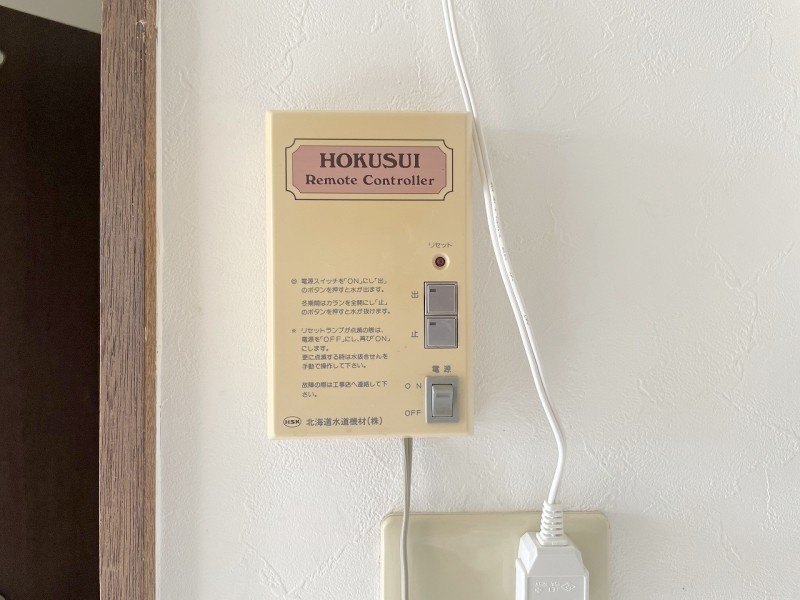 HOKUSUI
Remote Controller
リセット
◎ 電源スイッチを「ON」にし「出」
のボタンを押すと水が出ます。
冬期間はカランを全開にし「止」
のボタンを押すと水が抜けます。
＊ リセットランプが点滅の際は、
電源を「OFF」にし、再び「ON」
にします。
更に点滅する時は水抜きせんを
手動で操作して下さい。
故障の際は工事店へ連絡して下
さい。
出
止
電源
ON
OFF
HSK 北海道水道機材(株)